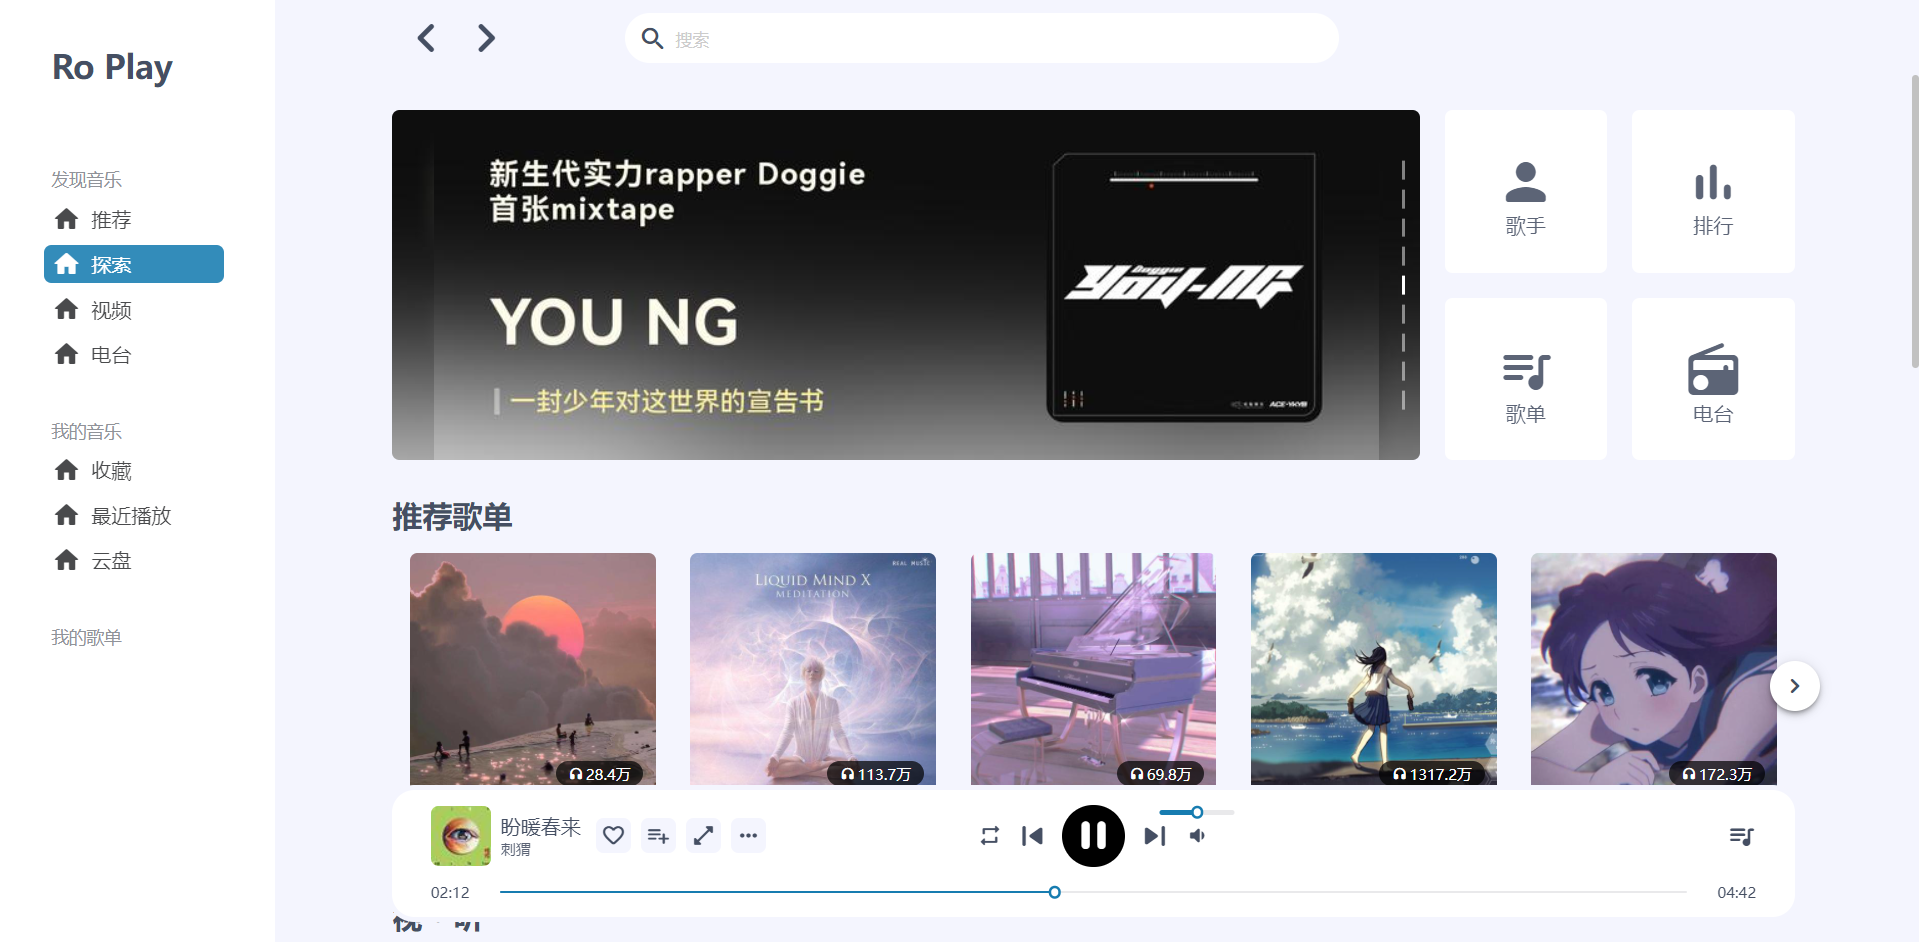 Ro Play
发现音乐
推荐
探索
视频
电台
我的音乐
收藏
最近播放
云盘
我的歌单
搜索
新生代实力rapper Doggie
首张mixtape
YOU NG
一封少年对这世界的宣告书
Doggie
YOU-NG
歌手
排行
歌单
电台
推荐歌单
REAL MUSIC
LIQUID MIND X
MEDITATION
28.4万
113.7万
69.8万
1317.2万
172.3万
盼暖春来
刺猬
02:12
04:42